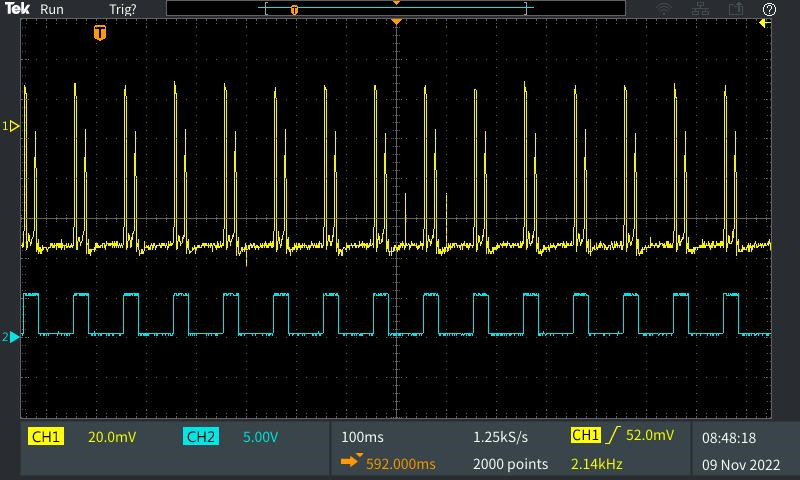 Tek Run Trig?
T
T
1
2
CH1 20.0mV CH2 5.00V 100ms 1.25kS/s CH1 52.0mV 08:48:18
592.000ms 2000 points 2.14kHz 09 Nov 2022